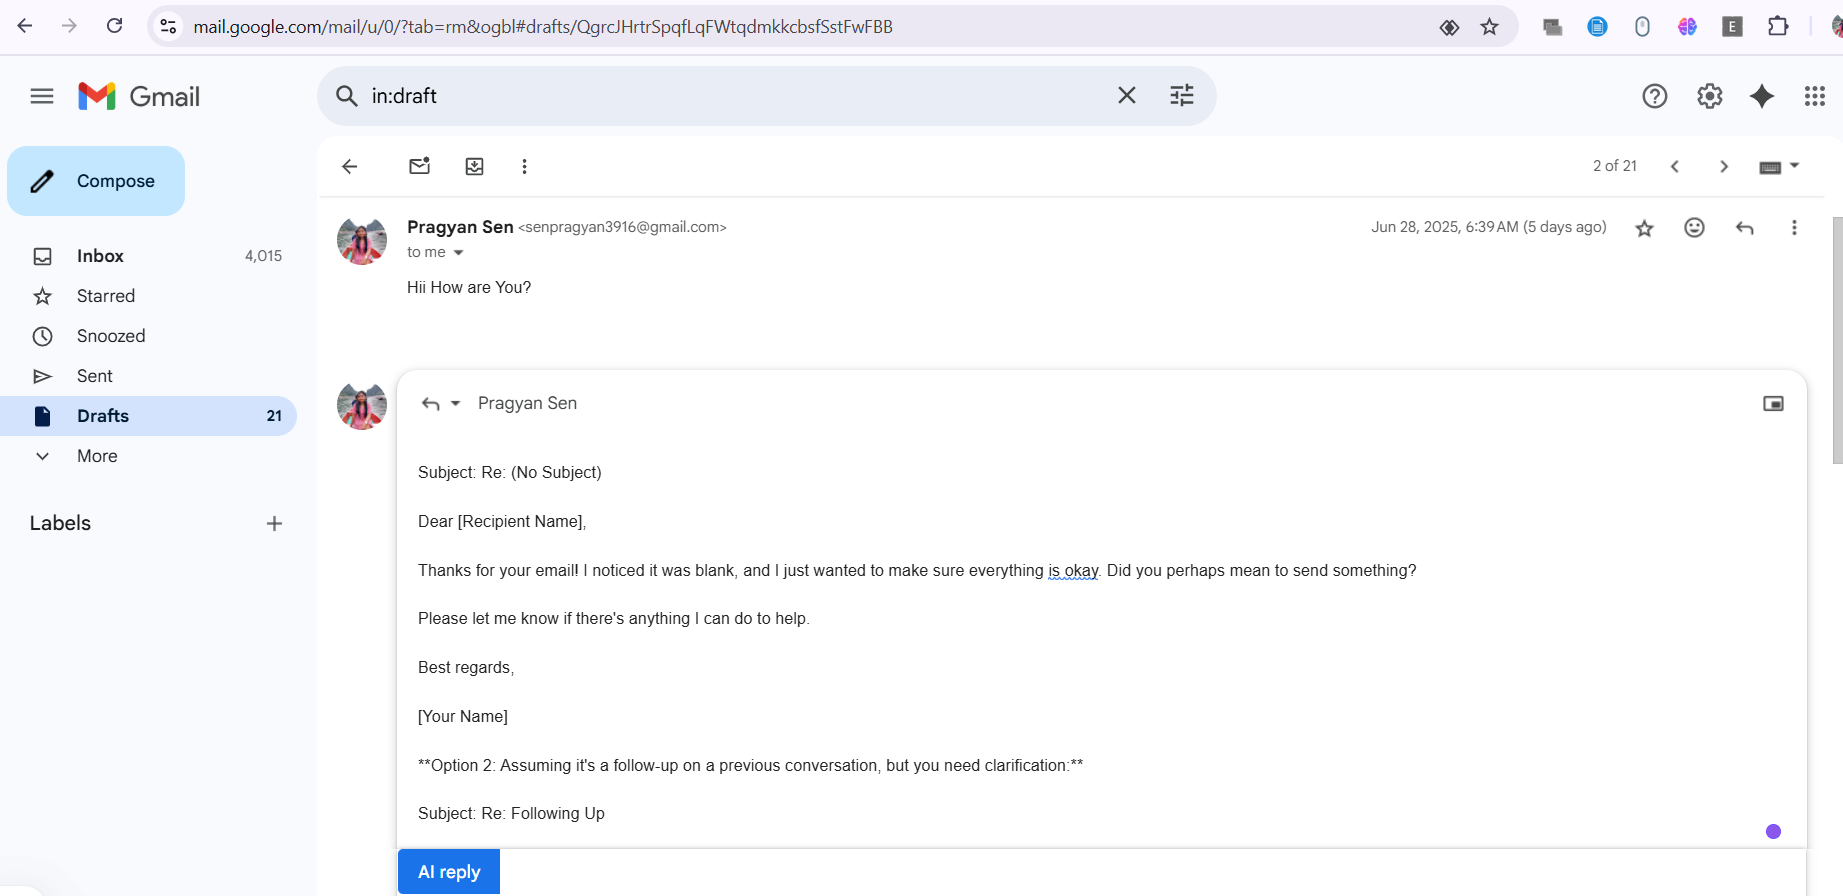 mail.google.com/mail/u/0/?tab=rm&ogbl#drafts/QgrcJHrtrSpqfLqFWtqdmkkcbsfSstFwFBB
E
Gmail
in:draft
Compose
2 of 21
Inbox 4,015
Starred
Snoozed
Sent
Drafts 21
More
Labels
Pragyan Sen <senpragyan3916@gmail.com>
Jun 28, 2025, 6:39 AM (5 days ago)
to me
Hii How are You?
Pragyan Sen
Subject: Re: (No Subject)
Dear [Recipient Name],
Thanks for your email! I noticed it was blank, and I just wanted to make sure everything is okay. Did you perhaps mean to send something?
Please let me know if there's anything I can do to help.
Best regards,
[Your Name]
**Option 2: Assuming it's a follow-up on a previous conversation, but you need clarification:**
Subject: Re: Following Up
AI reply